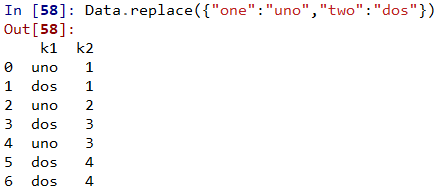 In [58]: Data.replace({"one":"uno","two":"dos"})
Out[58]:
k1 k2
0 uno 1
1 dos 1
2 uno 2
3 dos 3
4 uno 3
5 dos 4
6 dos 4